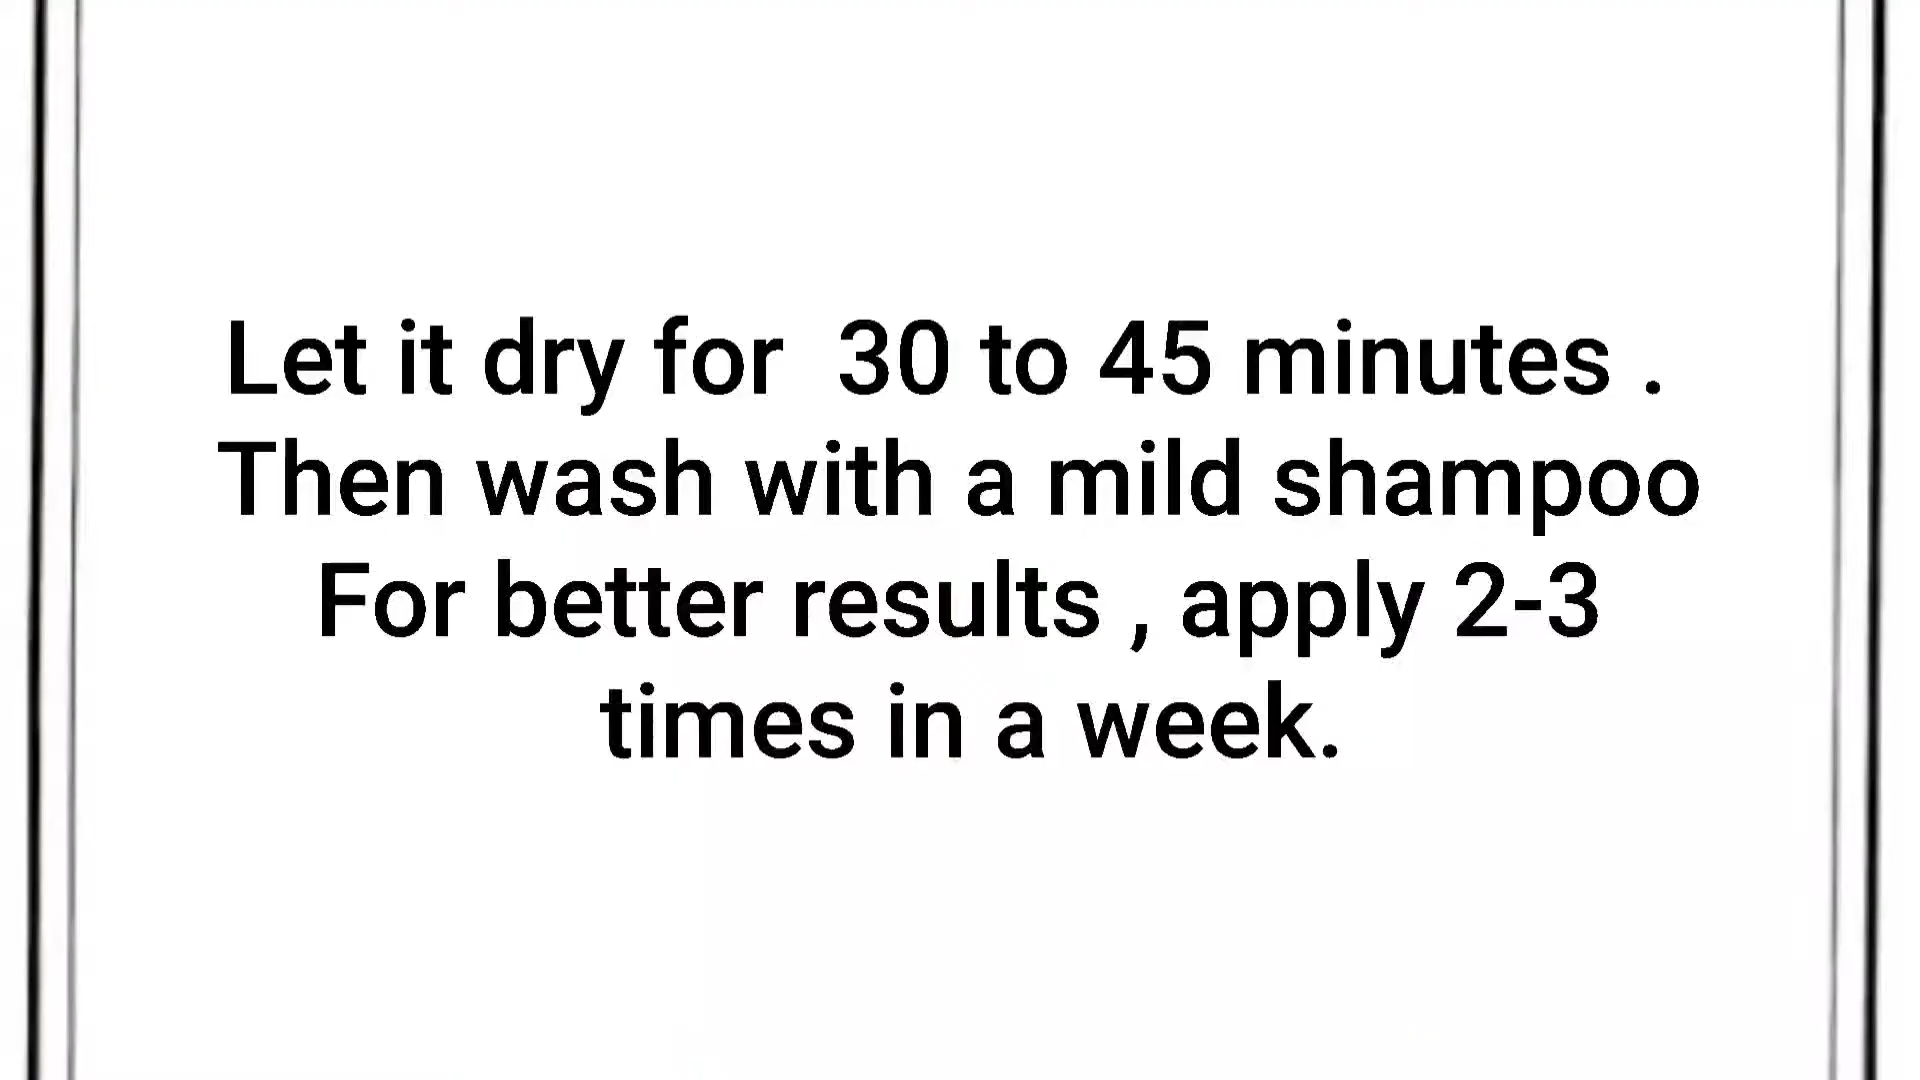 Let it dry for  30 to 45 minutes .
Then wash with a mild shampoo
For better results , apply 2-3
times in a week.